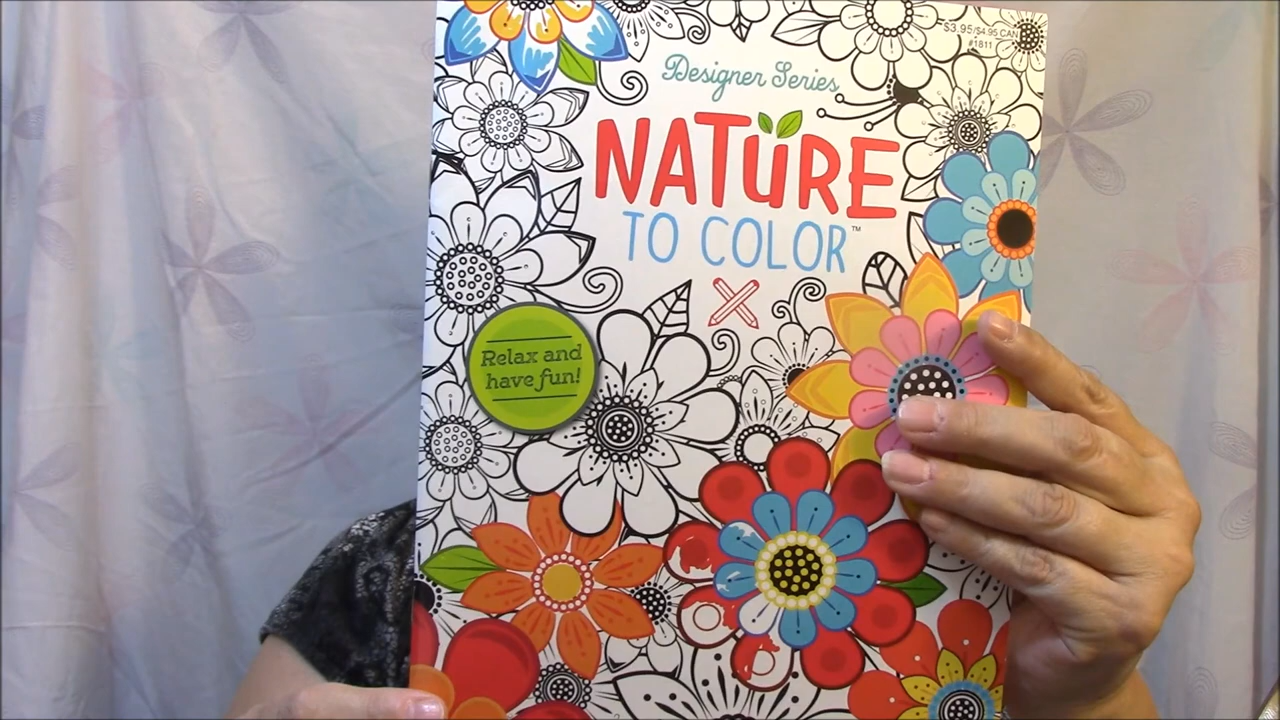 $3.95/$4.95 CAN
#1811
Designer Series
NATURE
TO COLOR™
Relax and
have fun!